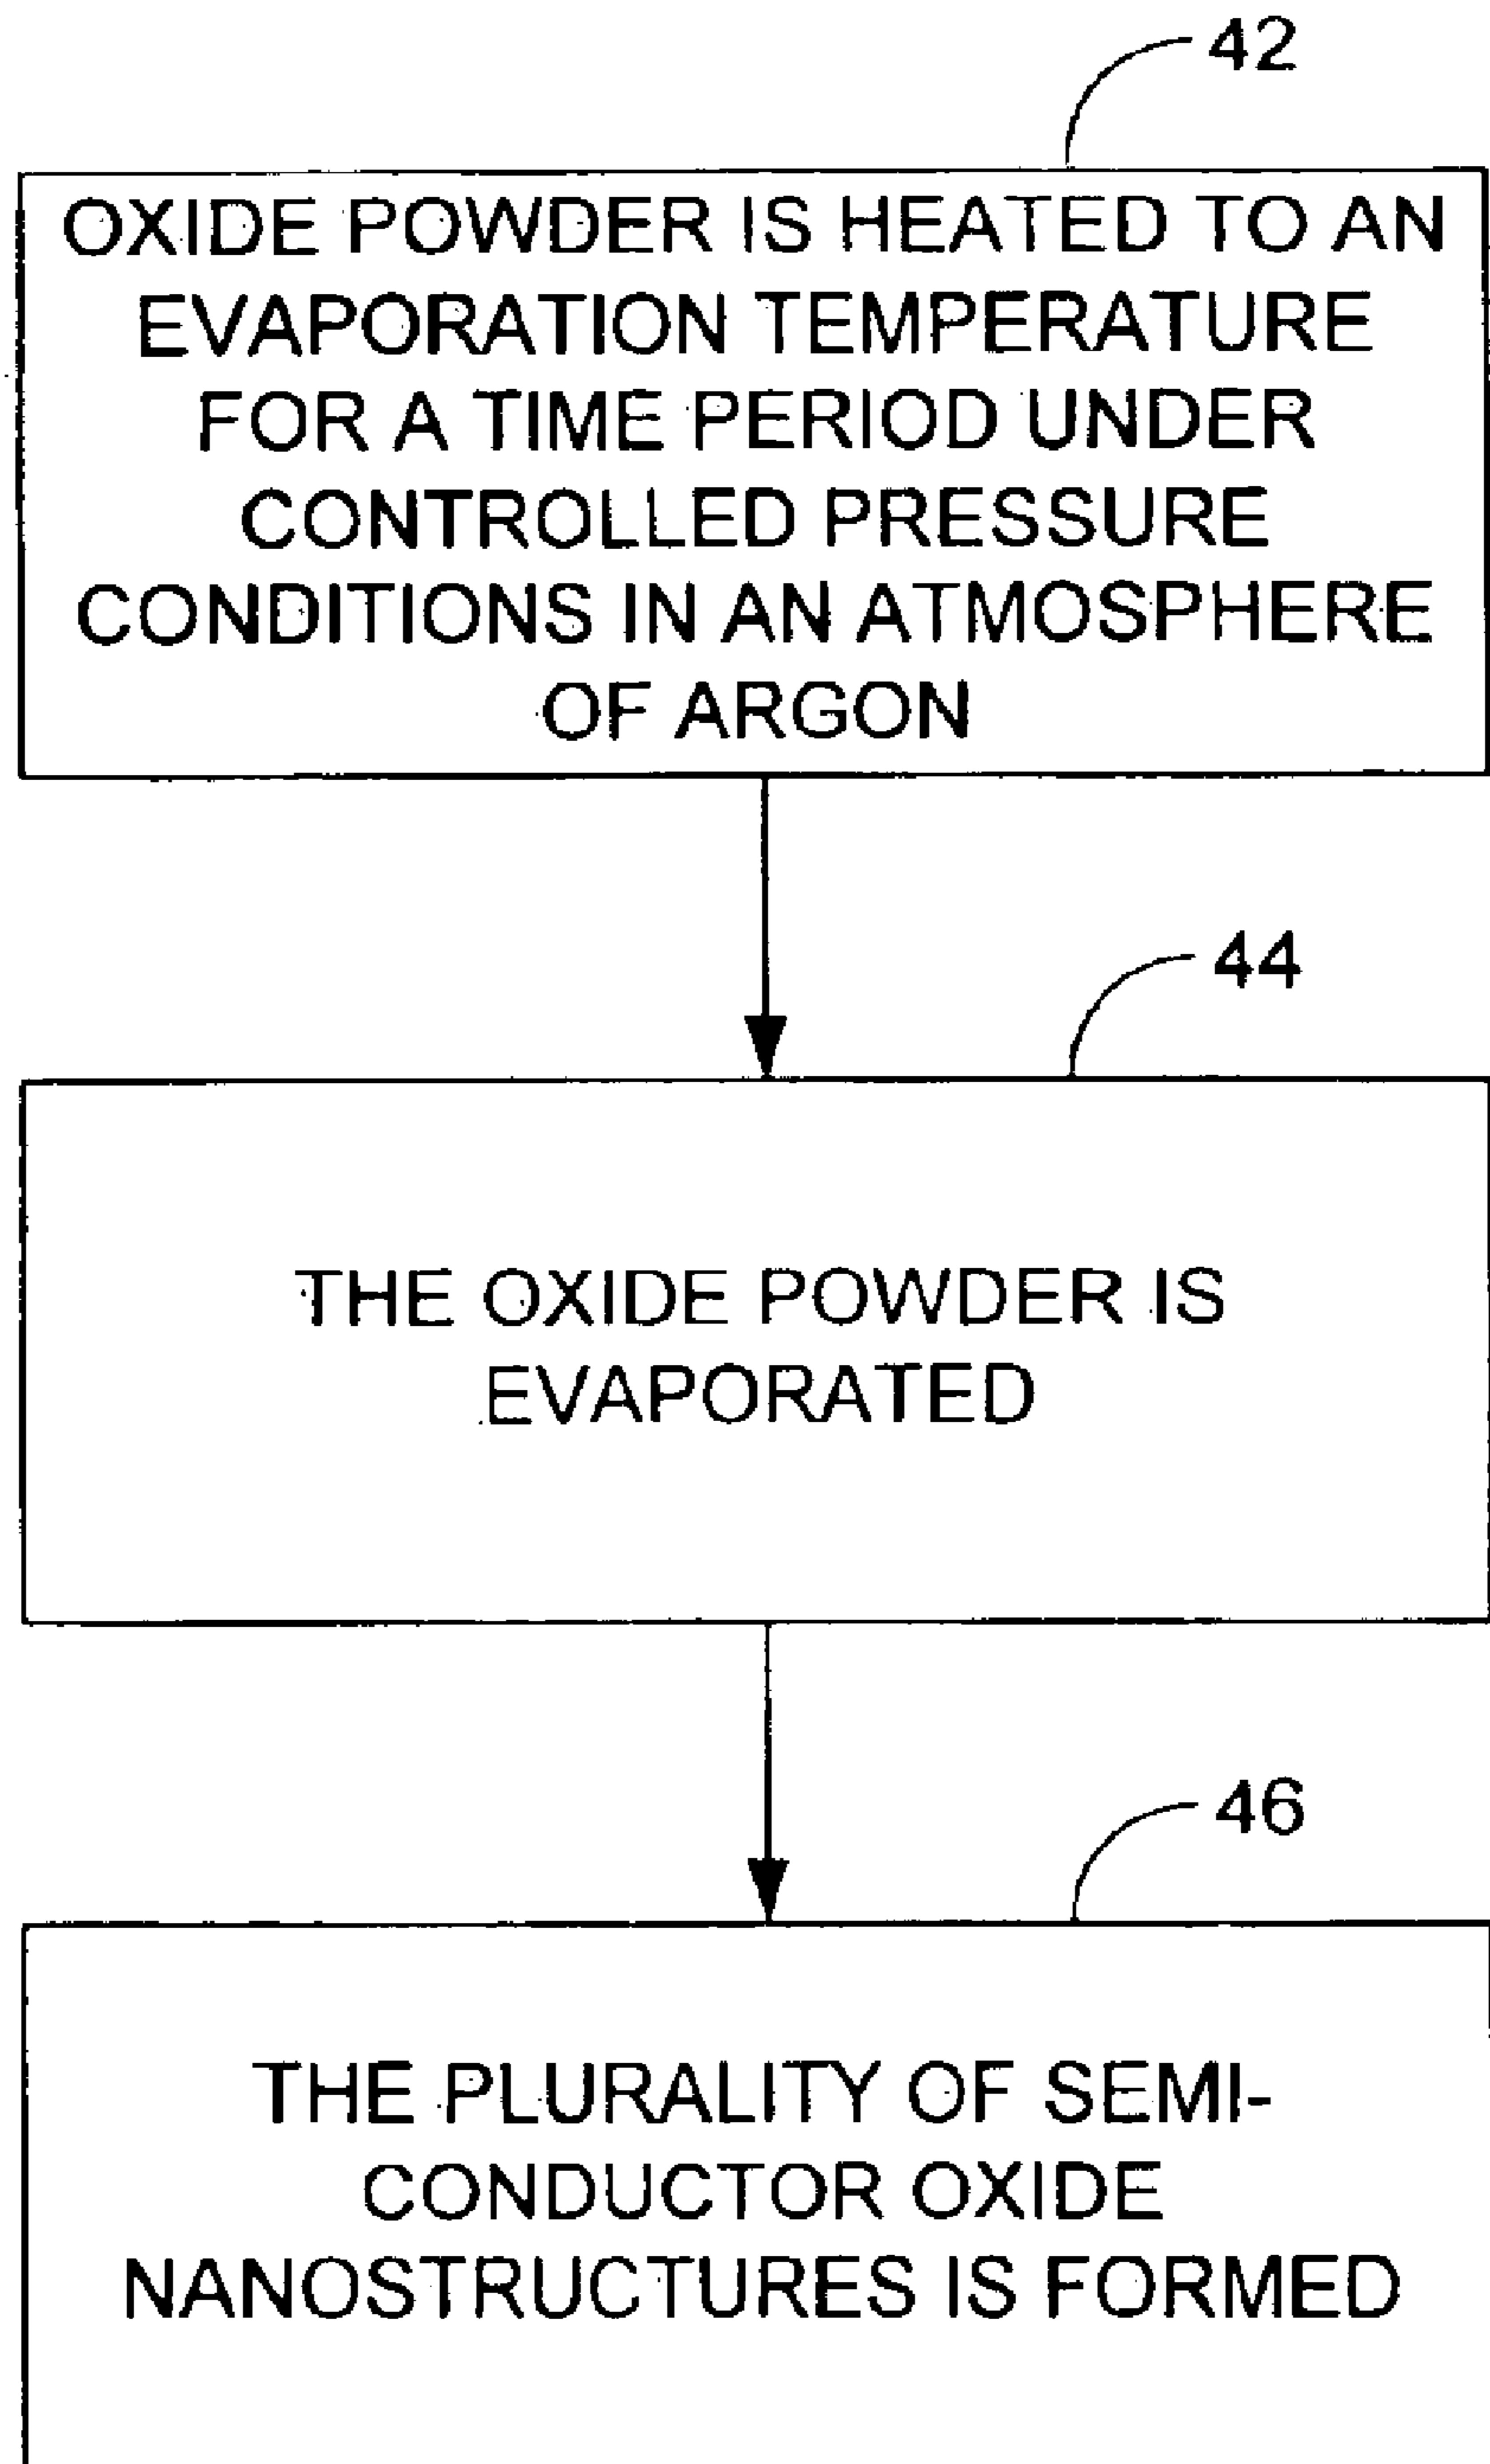 42
OXIDE POWDER IS HEATED TO AN
EVAPORATION TEMPERATURE
FOR A TIME PERIOD UNDER
CONTROLLED PRESSURE
CONDITIONS IN AN ATMOSPHERE
OF ARGON
44
THE OXIDE POWDER IS
EVAPORATED
46
THE PLURALITY OF SEMI-
CONDUCTOR OXIDE
NANOSTRUCTURES IS FORMED